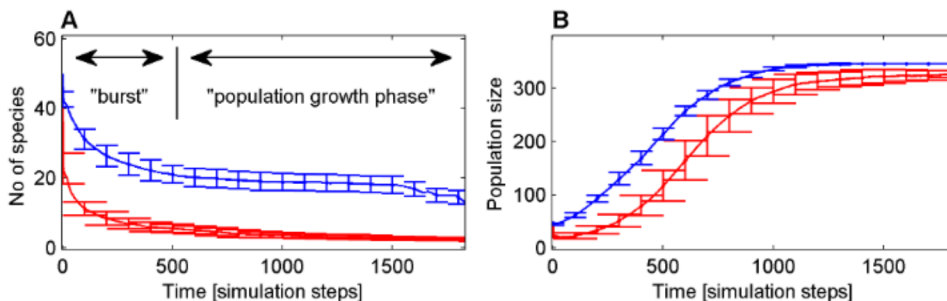 A
B
60
40
20
0
No of species
"burst"
"population growth phase"
0
500
1000
1500
Time [simulation steps]
300
200
100
0
Population size
0
500
1000
1500
Time [simulation steps]